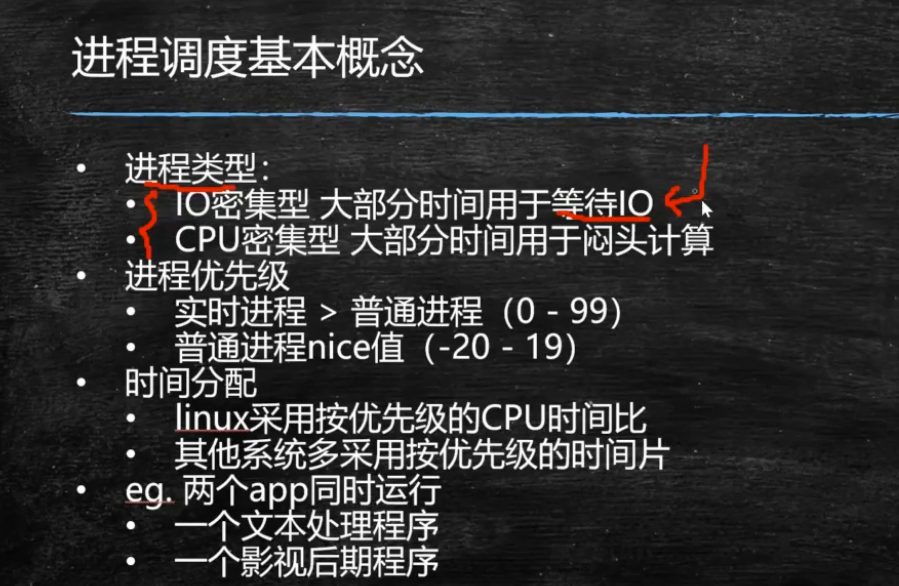 进程调度基本概念
• 进程类型：
• IO密集型 大部分时间用于等待IO
• CPU密集型 大部分时间用于闷头计算
• 进程优先级
• 实时进程 > 普通进程（0 - 99）
• 普通进程nice值（-20 - 19）
• 时间分配
• linux采用按优先级的CPU时间比
• 其他系统多采用按优先级的时间片
• eg. 两个app同时运行
• 一个文本处理程序
• 一个影视后期程序